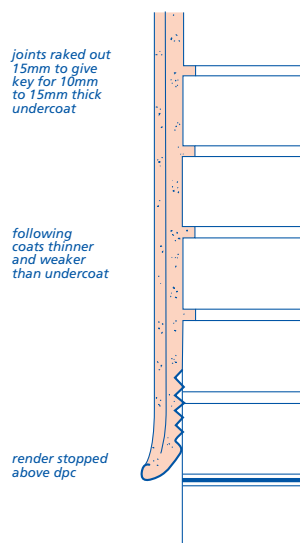 joints raked out
15mm to give
key for 10mm
to 15mm thick
undercoat
following
coats thinner
and weaker
than undercoat
render stopped
above dpc